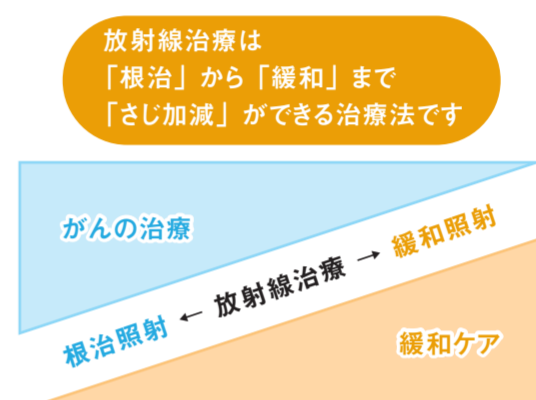 放射線治療は
「根治」から「緩和」まで
「さじ加減」ができる治療法です
がんの治療
根治照射 ← 放射線治療 → 緩和照射
緩和ケア